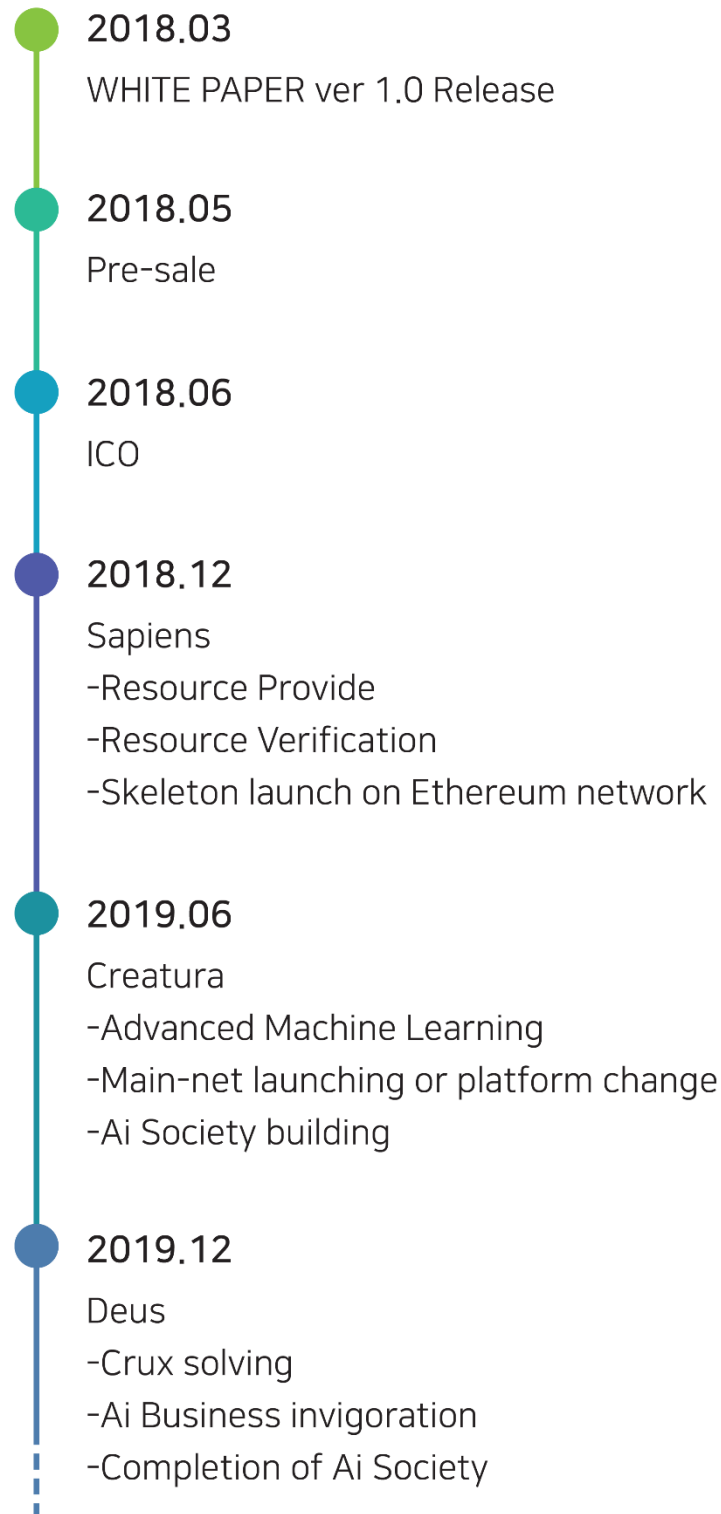 2018.03
WHITE PAPER ver 1.0 Release
2018.05
Pre-sale
2018.06
ICO
2018.12
Sapiens
-Resource Provide
-Resource Verification
-Skeleton launch on Ethereum network
2019.06
Creatura
-Advanced Machine Learning
-Main-net launching or platform change
-Ai Society building
2019.12
Deus
-Crux solving
-Ai Business invigoration
-Completion of Ai Society